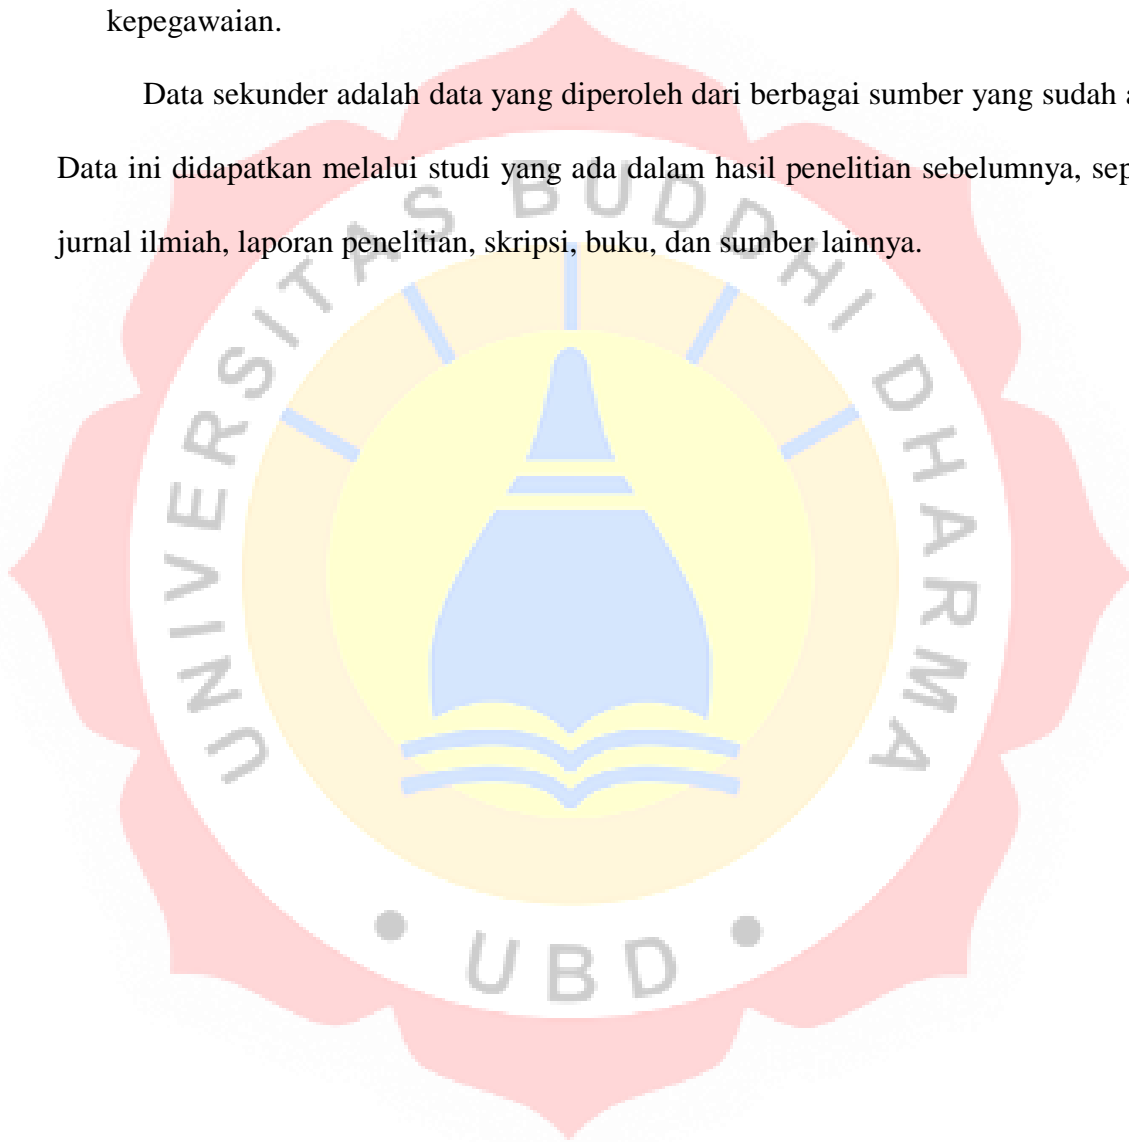 kepegawaian.
Data sekunder adalah data yang diperoleh dari berbagai sumber yang sudah a
Data ini didapatkan melalui studi yang ada dalam hasil penelitian sebelumnya, sep
jurnal ilmiah, laporan penelitian, skripsi, buku, dan sumber lainnya.
UNIVERSITAS BUDDHI DHARMA
• UBD •